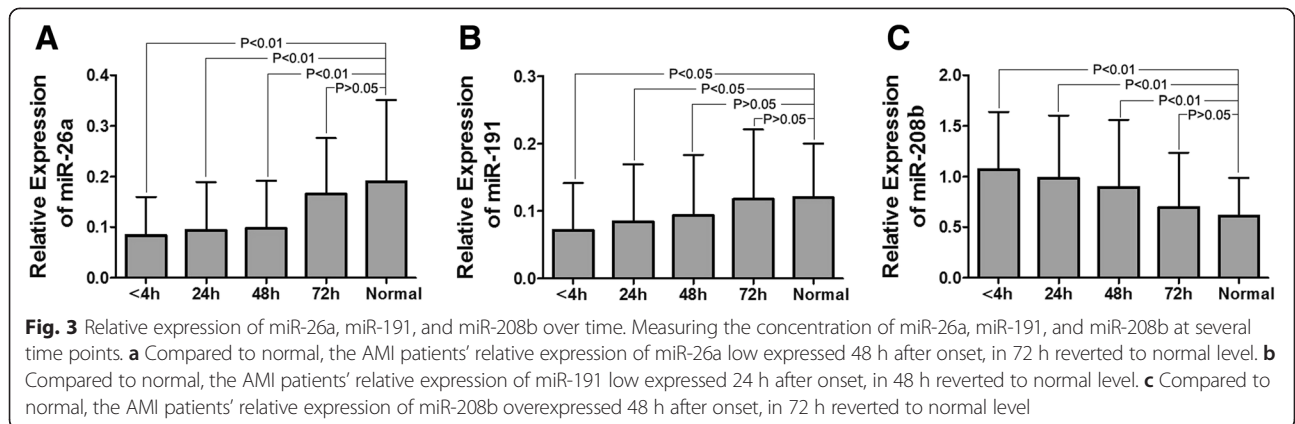 A
P<0.01
P<0.01
P<0.01
P>0.05
Relative Expression
of miR-26a
0.4
0.3
0.2
0.1
0.0
<4h 24h 48h 72h Normal
B
P<0.05
P<0.05
P>0.05
P>0.05
Relative Expression
of miR-191
0.3
0.2
0.1
0.0
<4h 24h 48h 72h Normal
C
P<0.01
P<0.01
P<0.01
P>0.05
Relative Expression
of miR-208b
2.0
1.5
1.0
0.5
0.0
<4h 24h 48h 72h Normal
Fig. 3 Relative expression of miR-26a, miR-191, and miR-208b over time. Measuring the concentration of miR-26a, miR-191, and miR-208b at several
time points. a Compared to normal, the AMI patients' relative expression of miR-26a low expressed 48 h after onset, in 72 h reverted to normal level. b
Compared to normal, the AMI patients' relative expression of miR-191 low expressed 24 h after onset, in 48 h reverted to normal level. c Compared to
normal, the AMI patients' relative expression of miR-208b overexpressed 48 h after onset, in 72 h reverted to normal level